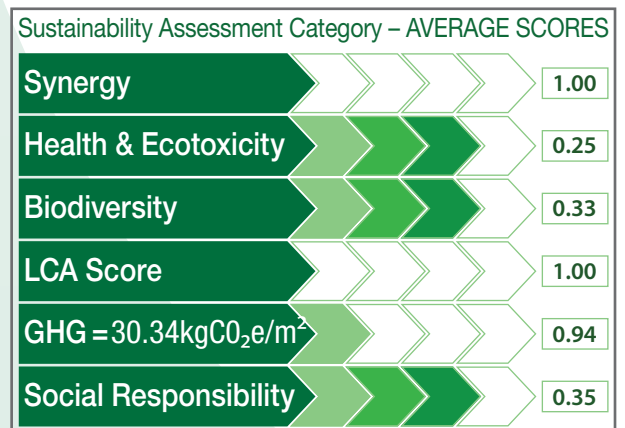 Sustainability Assessment Category – AVERAGE SCORES
Synergy 1.00
Health & Ecotoxicity 0.25
Biodiversity 0.33
LCA Score 1.00
GHG = 30.34kgC0₂e/m² 0.94
Social Responsibility 0.35